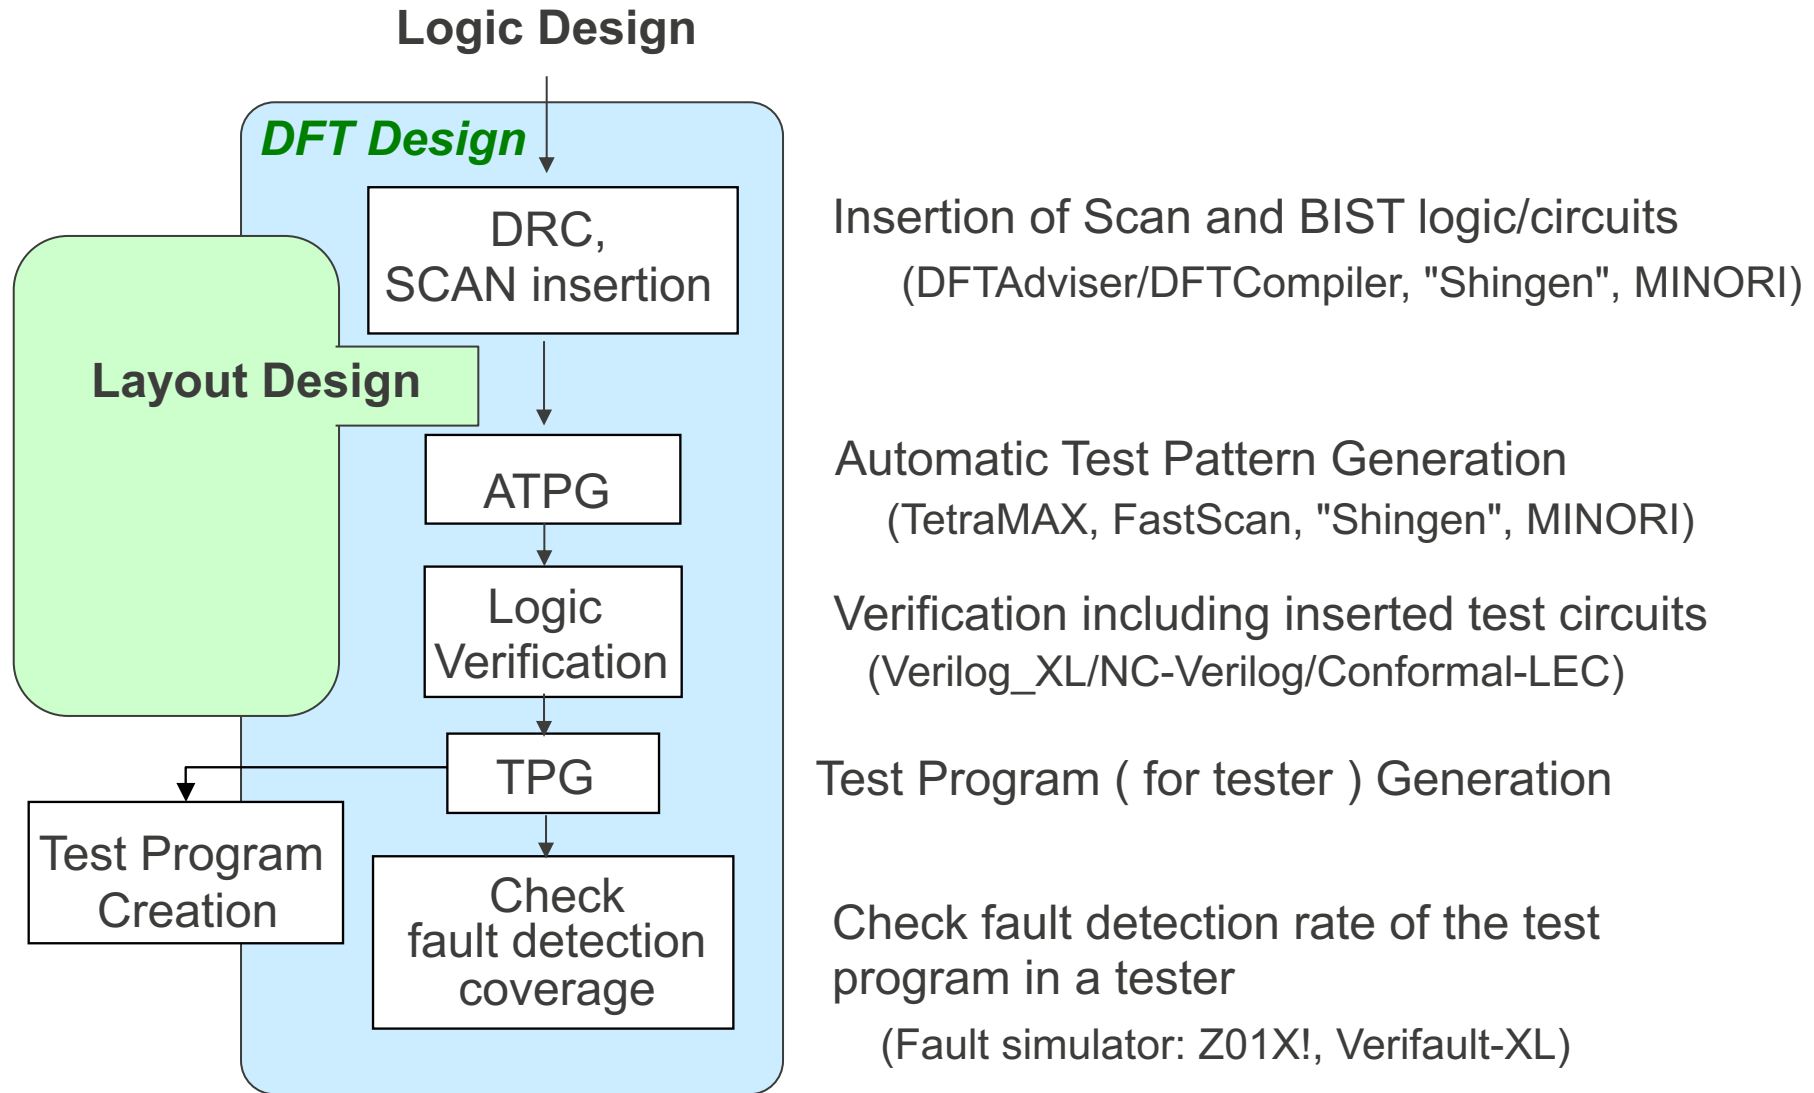 Logic Design
DFT Design
DRC,
SCAN insertion
Insertion of Scan and BIST logic/circuits
(DFTAdviser/DFTCompiler, "Shingen", MINORI)
Layout Design
ATPG
Automatic Test Pattern Generation
(TetraMAX, FastScan, "Shingen", MINORI)
Logic
Verification
Verification including inserted test circuits
(Verilog_XL/NC-Verilog/Conformal-LEC)
TPG
Test Program ( for tester ) Generation
Test Program
Creation
Check
fault detection
coverage
Check fault detection rate of the test
program in a tester
(Fault simulator: Z01X!, Verifault-XL)